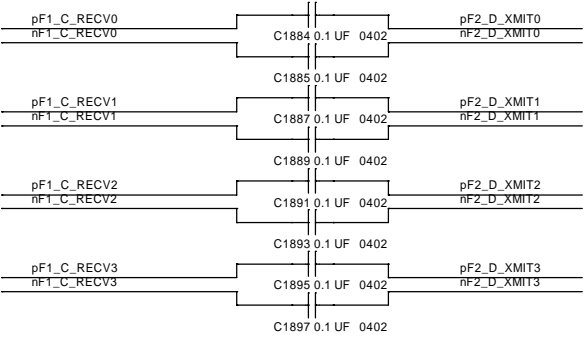 pF1_C_RECV0 pF2_D_XMIT0
nF1_C_RECV0 C1884 0.1 UF 0402 nF2_D_XMIT0
C1885 0.1 UF 0402
pF1_C_RECV1 pF2_D_XMIT1
nF1_C_RECV1 C1887 0.1 UF 0402 nF2_D_XMIT1
C1889 0.1 UF 0402
pF1_C_RECV2 pF2_D_XMIT2
nF1_C_RECV2 C1891 0.1 UF 0402 nF2_D_XMIT2
C1893 0.1 UF 0402
pF1_C_RECV3 pF2_D_XMIT3
nF1_C_RECV3 C1895 0.1 UF 0402 nF2_D_XMIT3
C1897 0.1 UF 0402